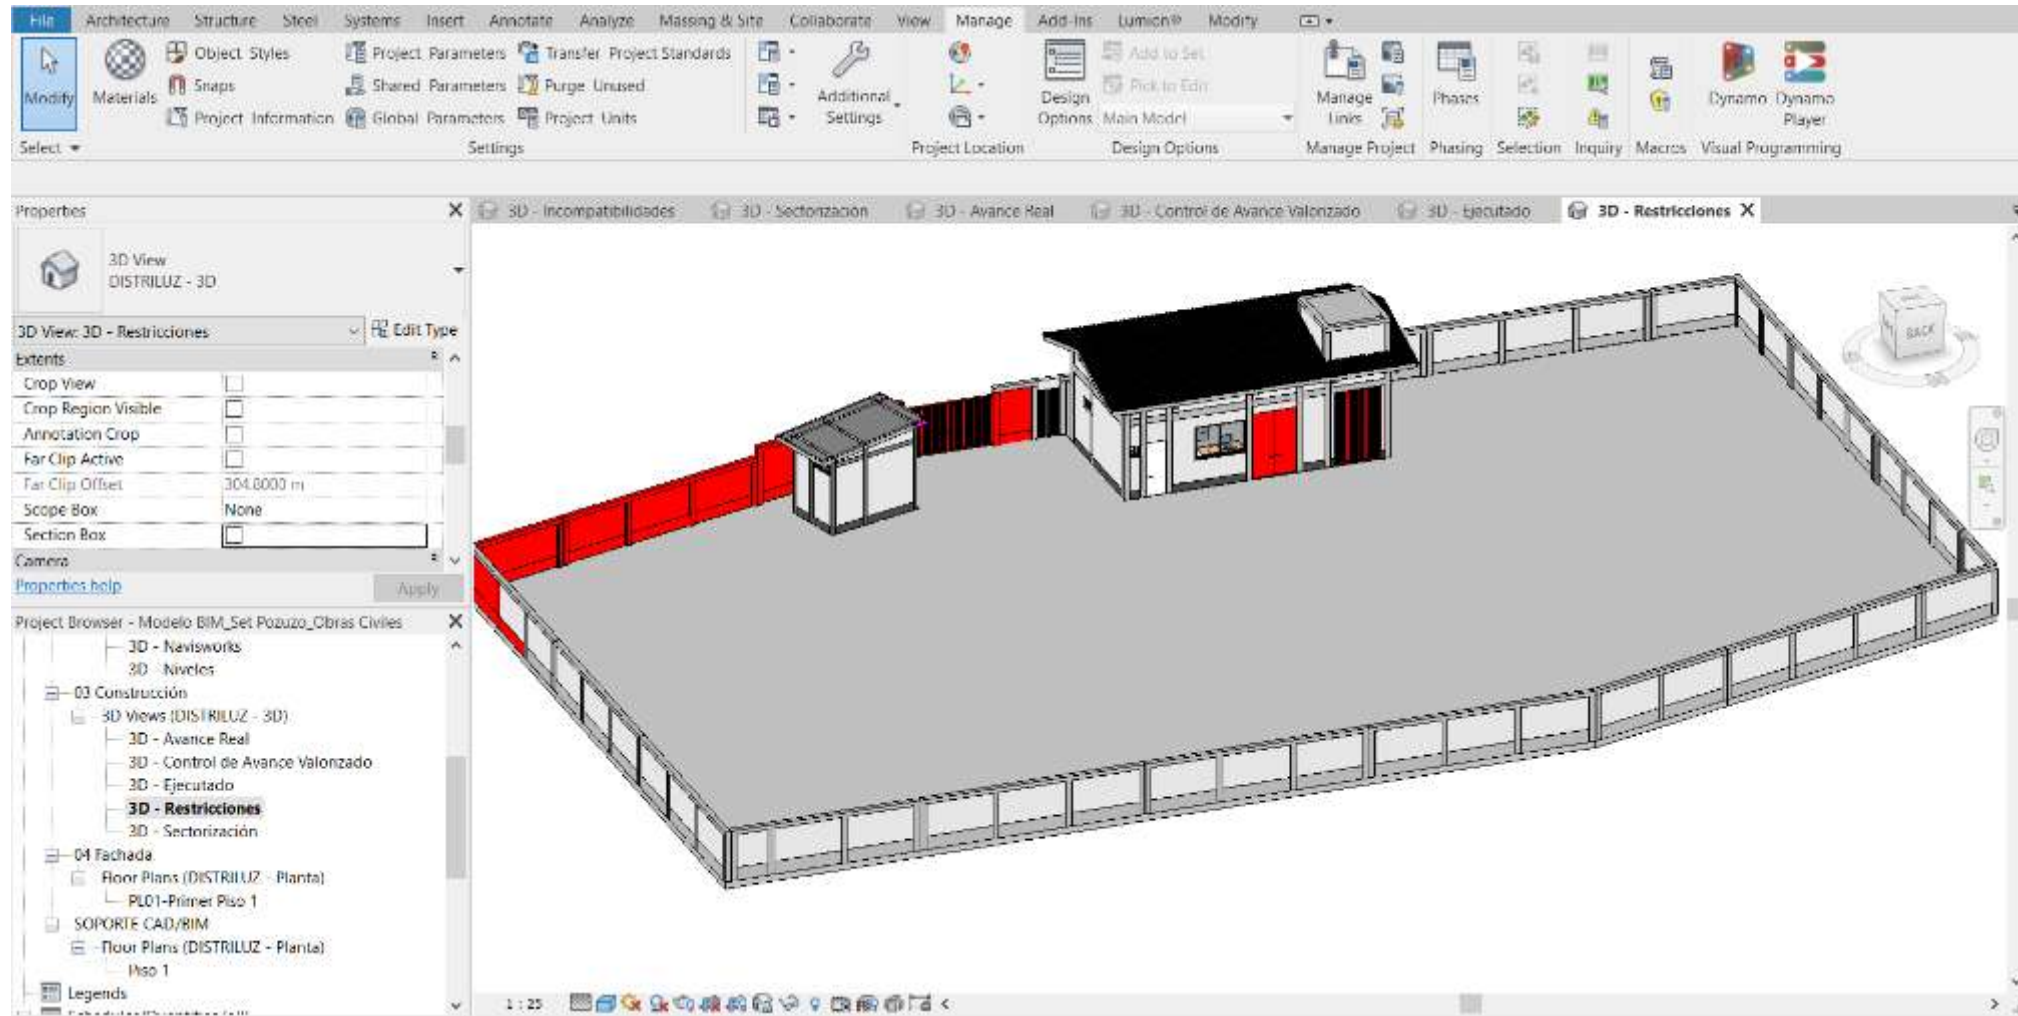 File Architecture Structure Steel Systems Insert Annotate Analyze Massing & Site Collaborate View Manage Add-Ins Lumion® Modify
Modify
Materials
Object Styles
Snaps
Project Information
Project Parameters
Shared Parameters
Global Parameters
Transfer Project Standards
Purge Unused
Project Units
Additional
Settings
Design
Options
Add to Set
Pick to Edit
Main Model
Manage
Links
Phases
Dynamo
Dynamo
Player
Select Settings Project Location Design Options Manage Project Phasing Selection Inquiry Macros Visual Programming
Properties
3D - Incompatibilidades 3D - Sectorización 3D - Avance Real 3D - Control de Avance Valorizado 3D - Ejecutado 3D - Restricciones
3D View
DISTRILUZ - 3D
3D View: 3D - Restricciones
Edit Type
Extents
Crop View
Crop Region Visible
Annotation Crop
Far Clip Active
Far Clip Offset 304.8000 m
Scope Box None
Section Box
Camera
Properties help
Apply
BACK
Project Browser - Modelo BIM_Set Pozuzo_Obras Civiles
3D - Navisworks
3D - Niveles
03 Construcción
3D Views (DISTRILUZ - 3D)
3D - Avance Real
3D - Control de Avance Valorizado
3D - Ejecutado
3D - Restricciones
3D - Sectorización
04 Fachada
Floor Plans (DISTRILUZ - Planta)
PL01-Primer Piso 1
SOPORTE CAD/BIM
Floor Plans (DISTRILUZ - Planta)
Piso 1
Legends
1 : 25